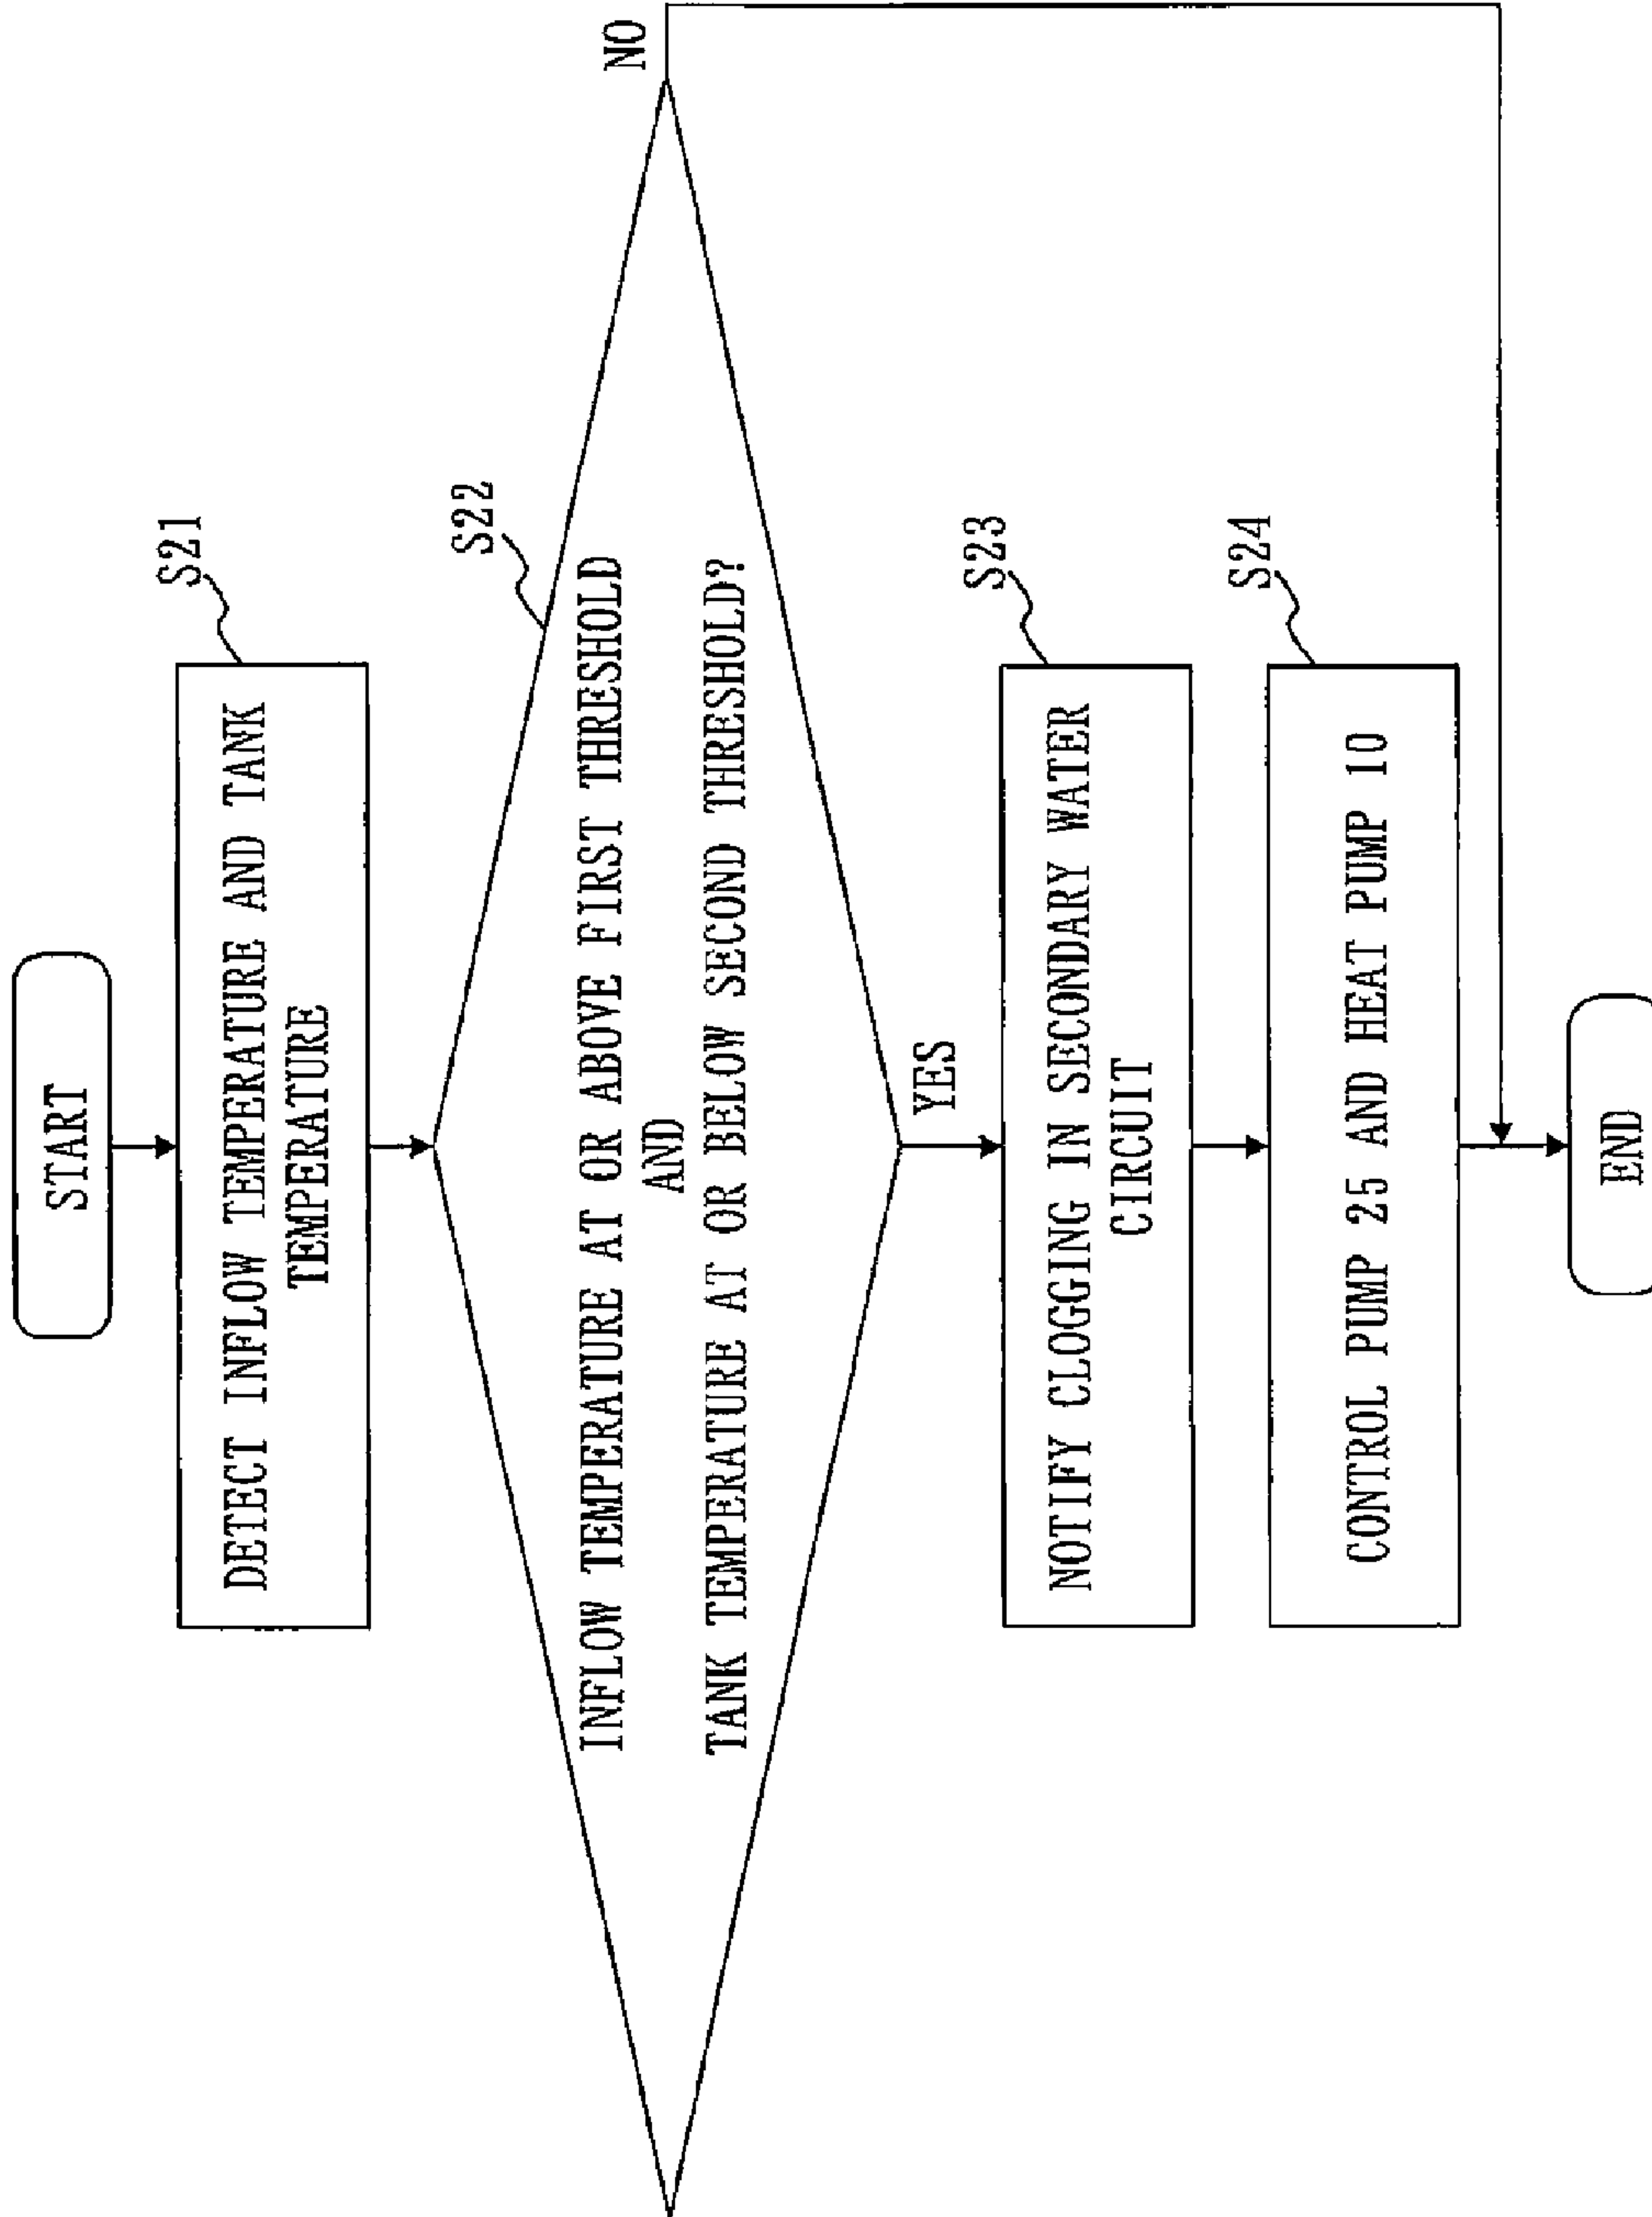 START
S21
DETECT INFLOW TEMPERATURE AND TANK
TEMPERATURE
S22
INFLOW TEMPERATURE AT OR ABOVE FIRST THRESHOLD
AND
TANK TEMPERATURE AT OR BELOW SECOND THRESHOLD?
NO
YES
S23
NOTIFY CLOGGING IN SECONDARY WATER
CIRCUIT
S24
CONTROL PUMP 25 AND HEAT PUMP 10
END